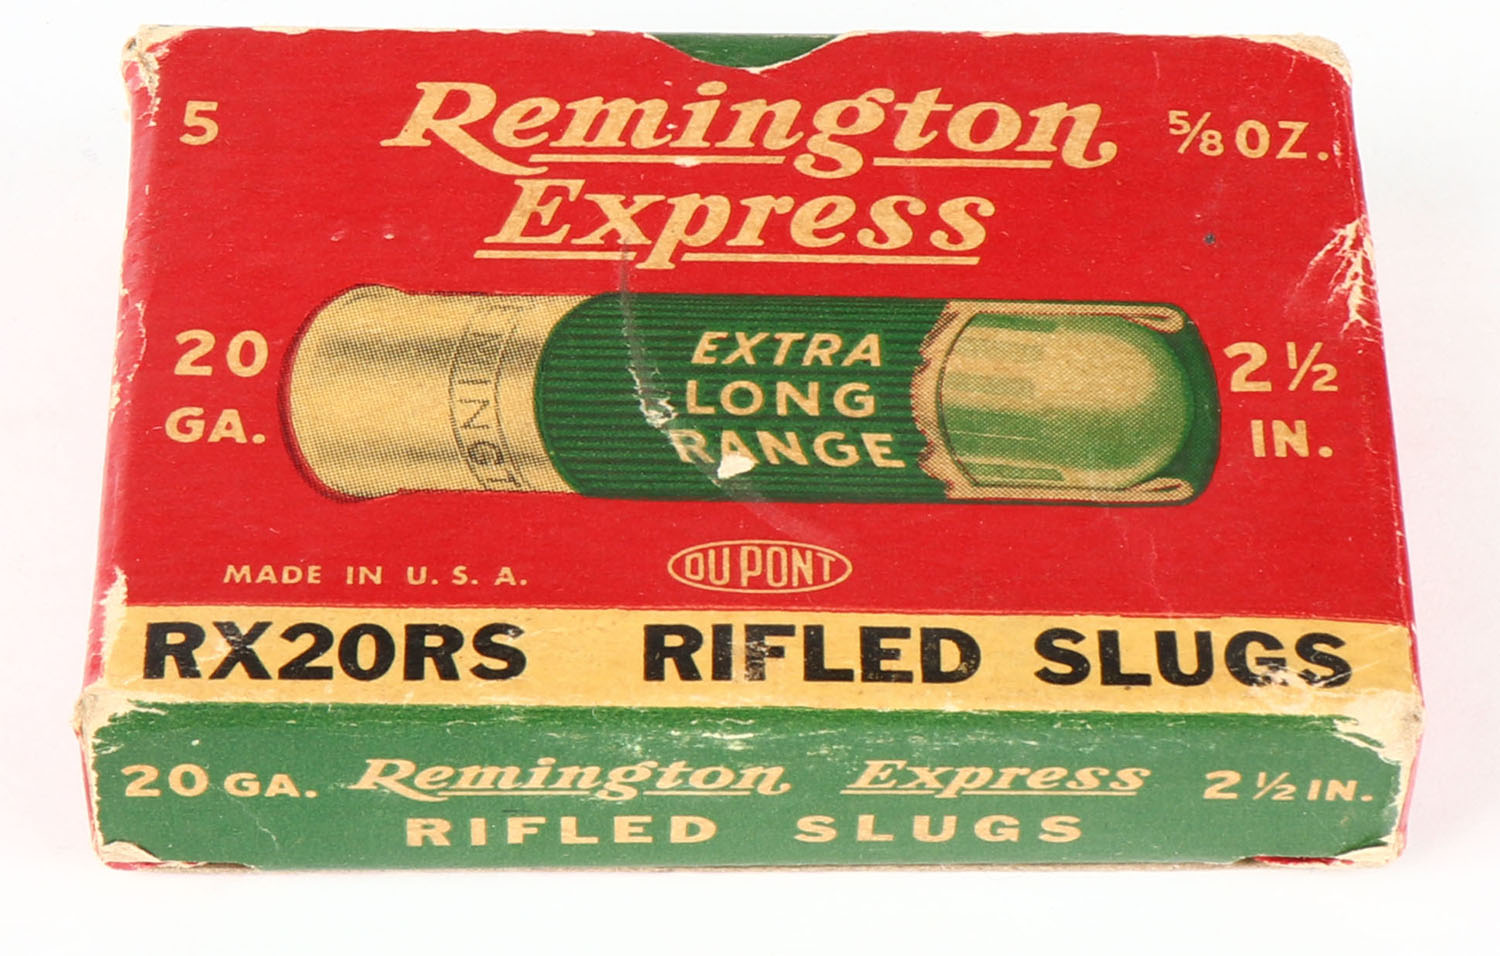 5
Remington
5/8 OZ.
Express
20
GA.
EXTRA
LONG
RANGE
2 1/2
IN.
MADE IN U.S.A.
DU PONT
RX20RS RIFLED SLUGS
20 GA. Remington Express 2 1/2 IN.
RIFLED SLUGS